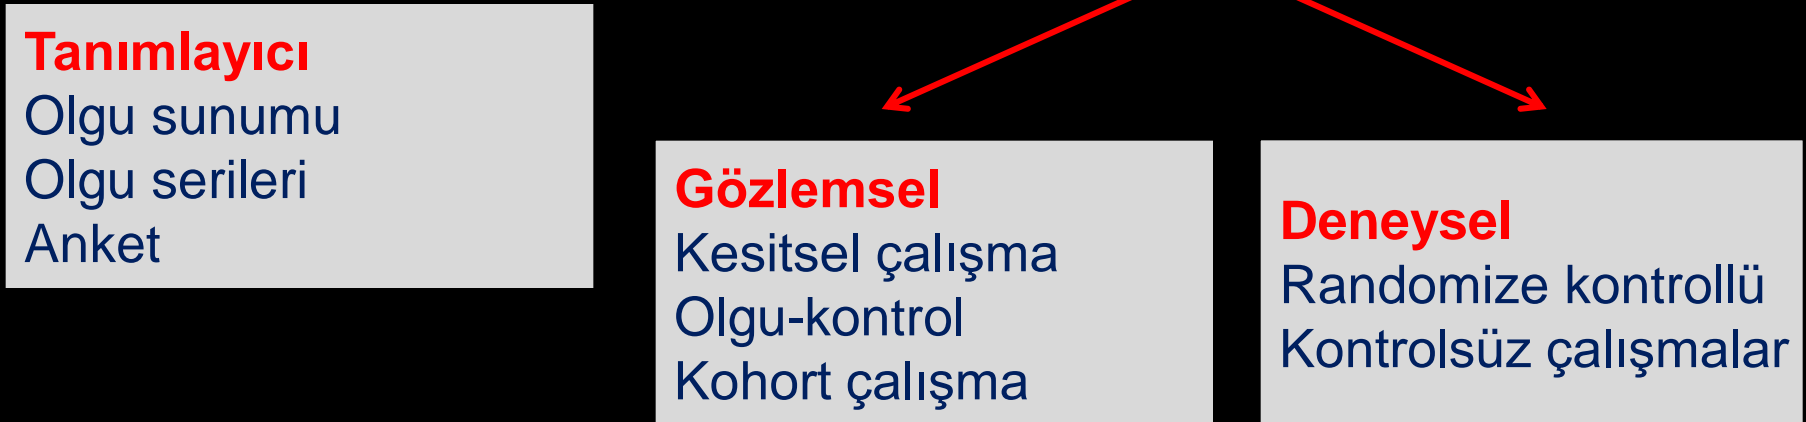 Tanımlayıcı
Olgu sunumu
Olgu serileri
Anket
Gözlemsel
Kesitsel çalışma
Olgu-kontrol
Kohort çalışma
Deneysel
Randomize kontrollü
Kontrolsüz çalışmalar